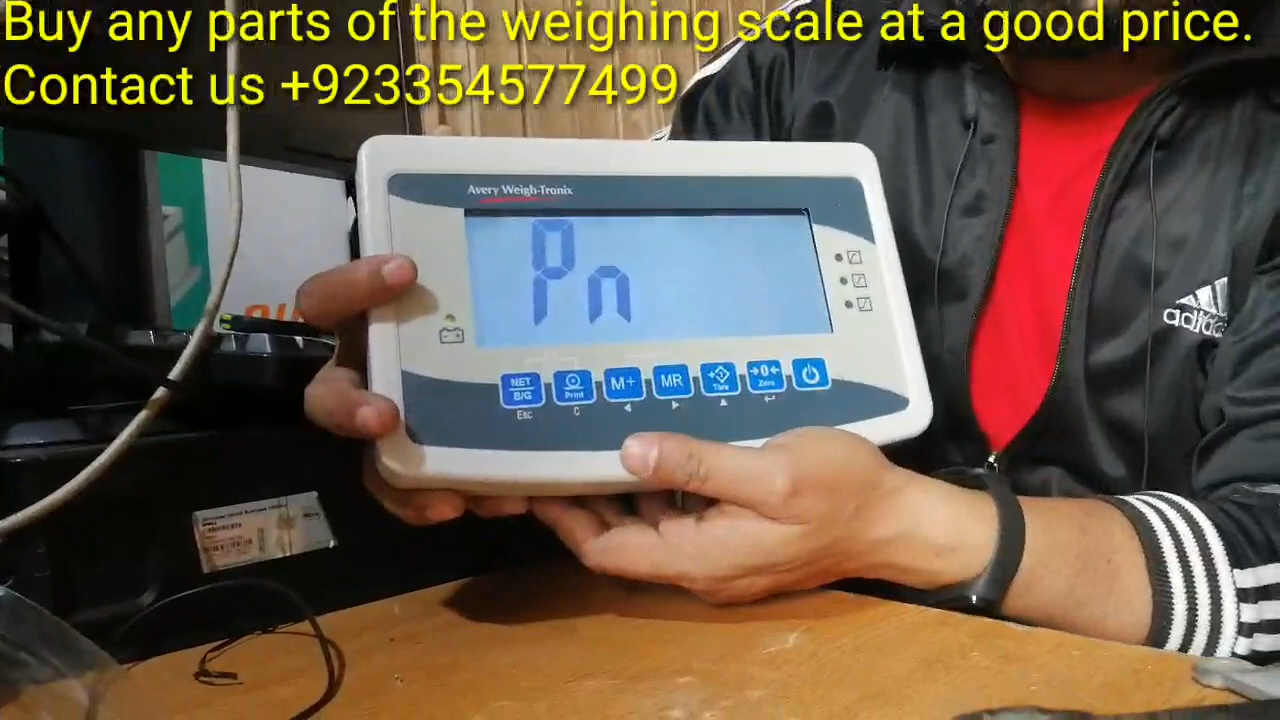 Buy any parts of the weighing scale at a good price.
Contact us +923354577499
Avery Weigh-Tronix
Pn
NET
B/G
Print
M+
MR
Tare
→0←
Zero
Esc
C
adidas